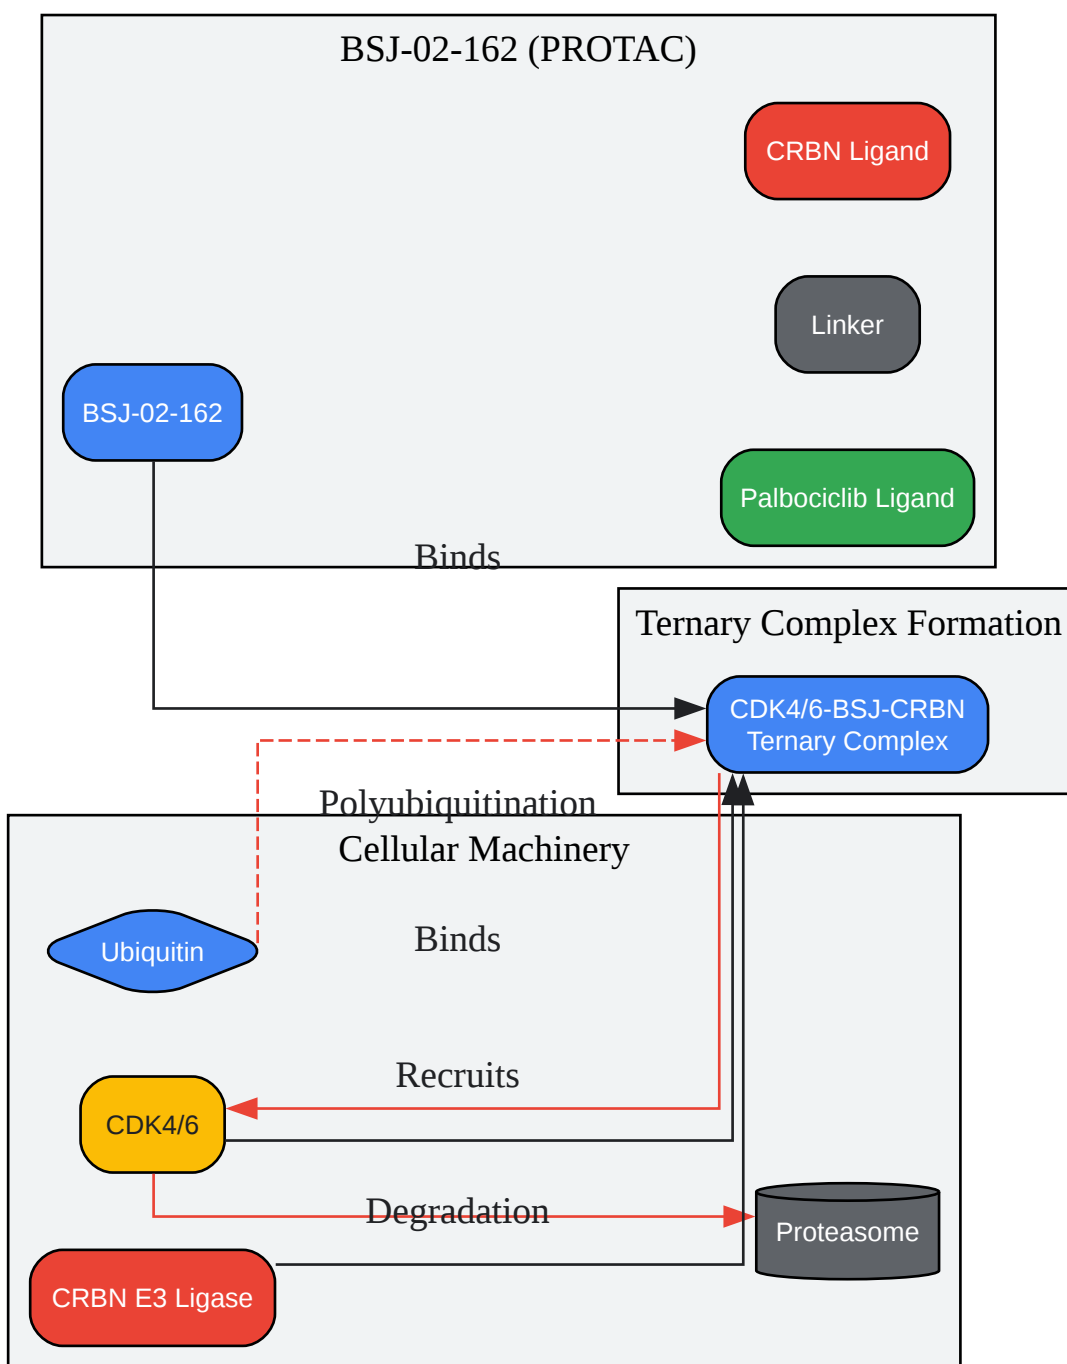 BSJ-02-162 (PROTAC)
CRBN Ligand
Linker
BSJ-02-162
Palbociclib Ligand
Binds
Ternary Complex Formation
CDK4/6-BSJ-CRBN
Ternary Complex
Polyubiquitination
Cellular Machinery
Ubiquitin
Binds
Recruits
CDK4/6
Degradation
Proteasome
CRBN E3 Ligase